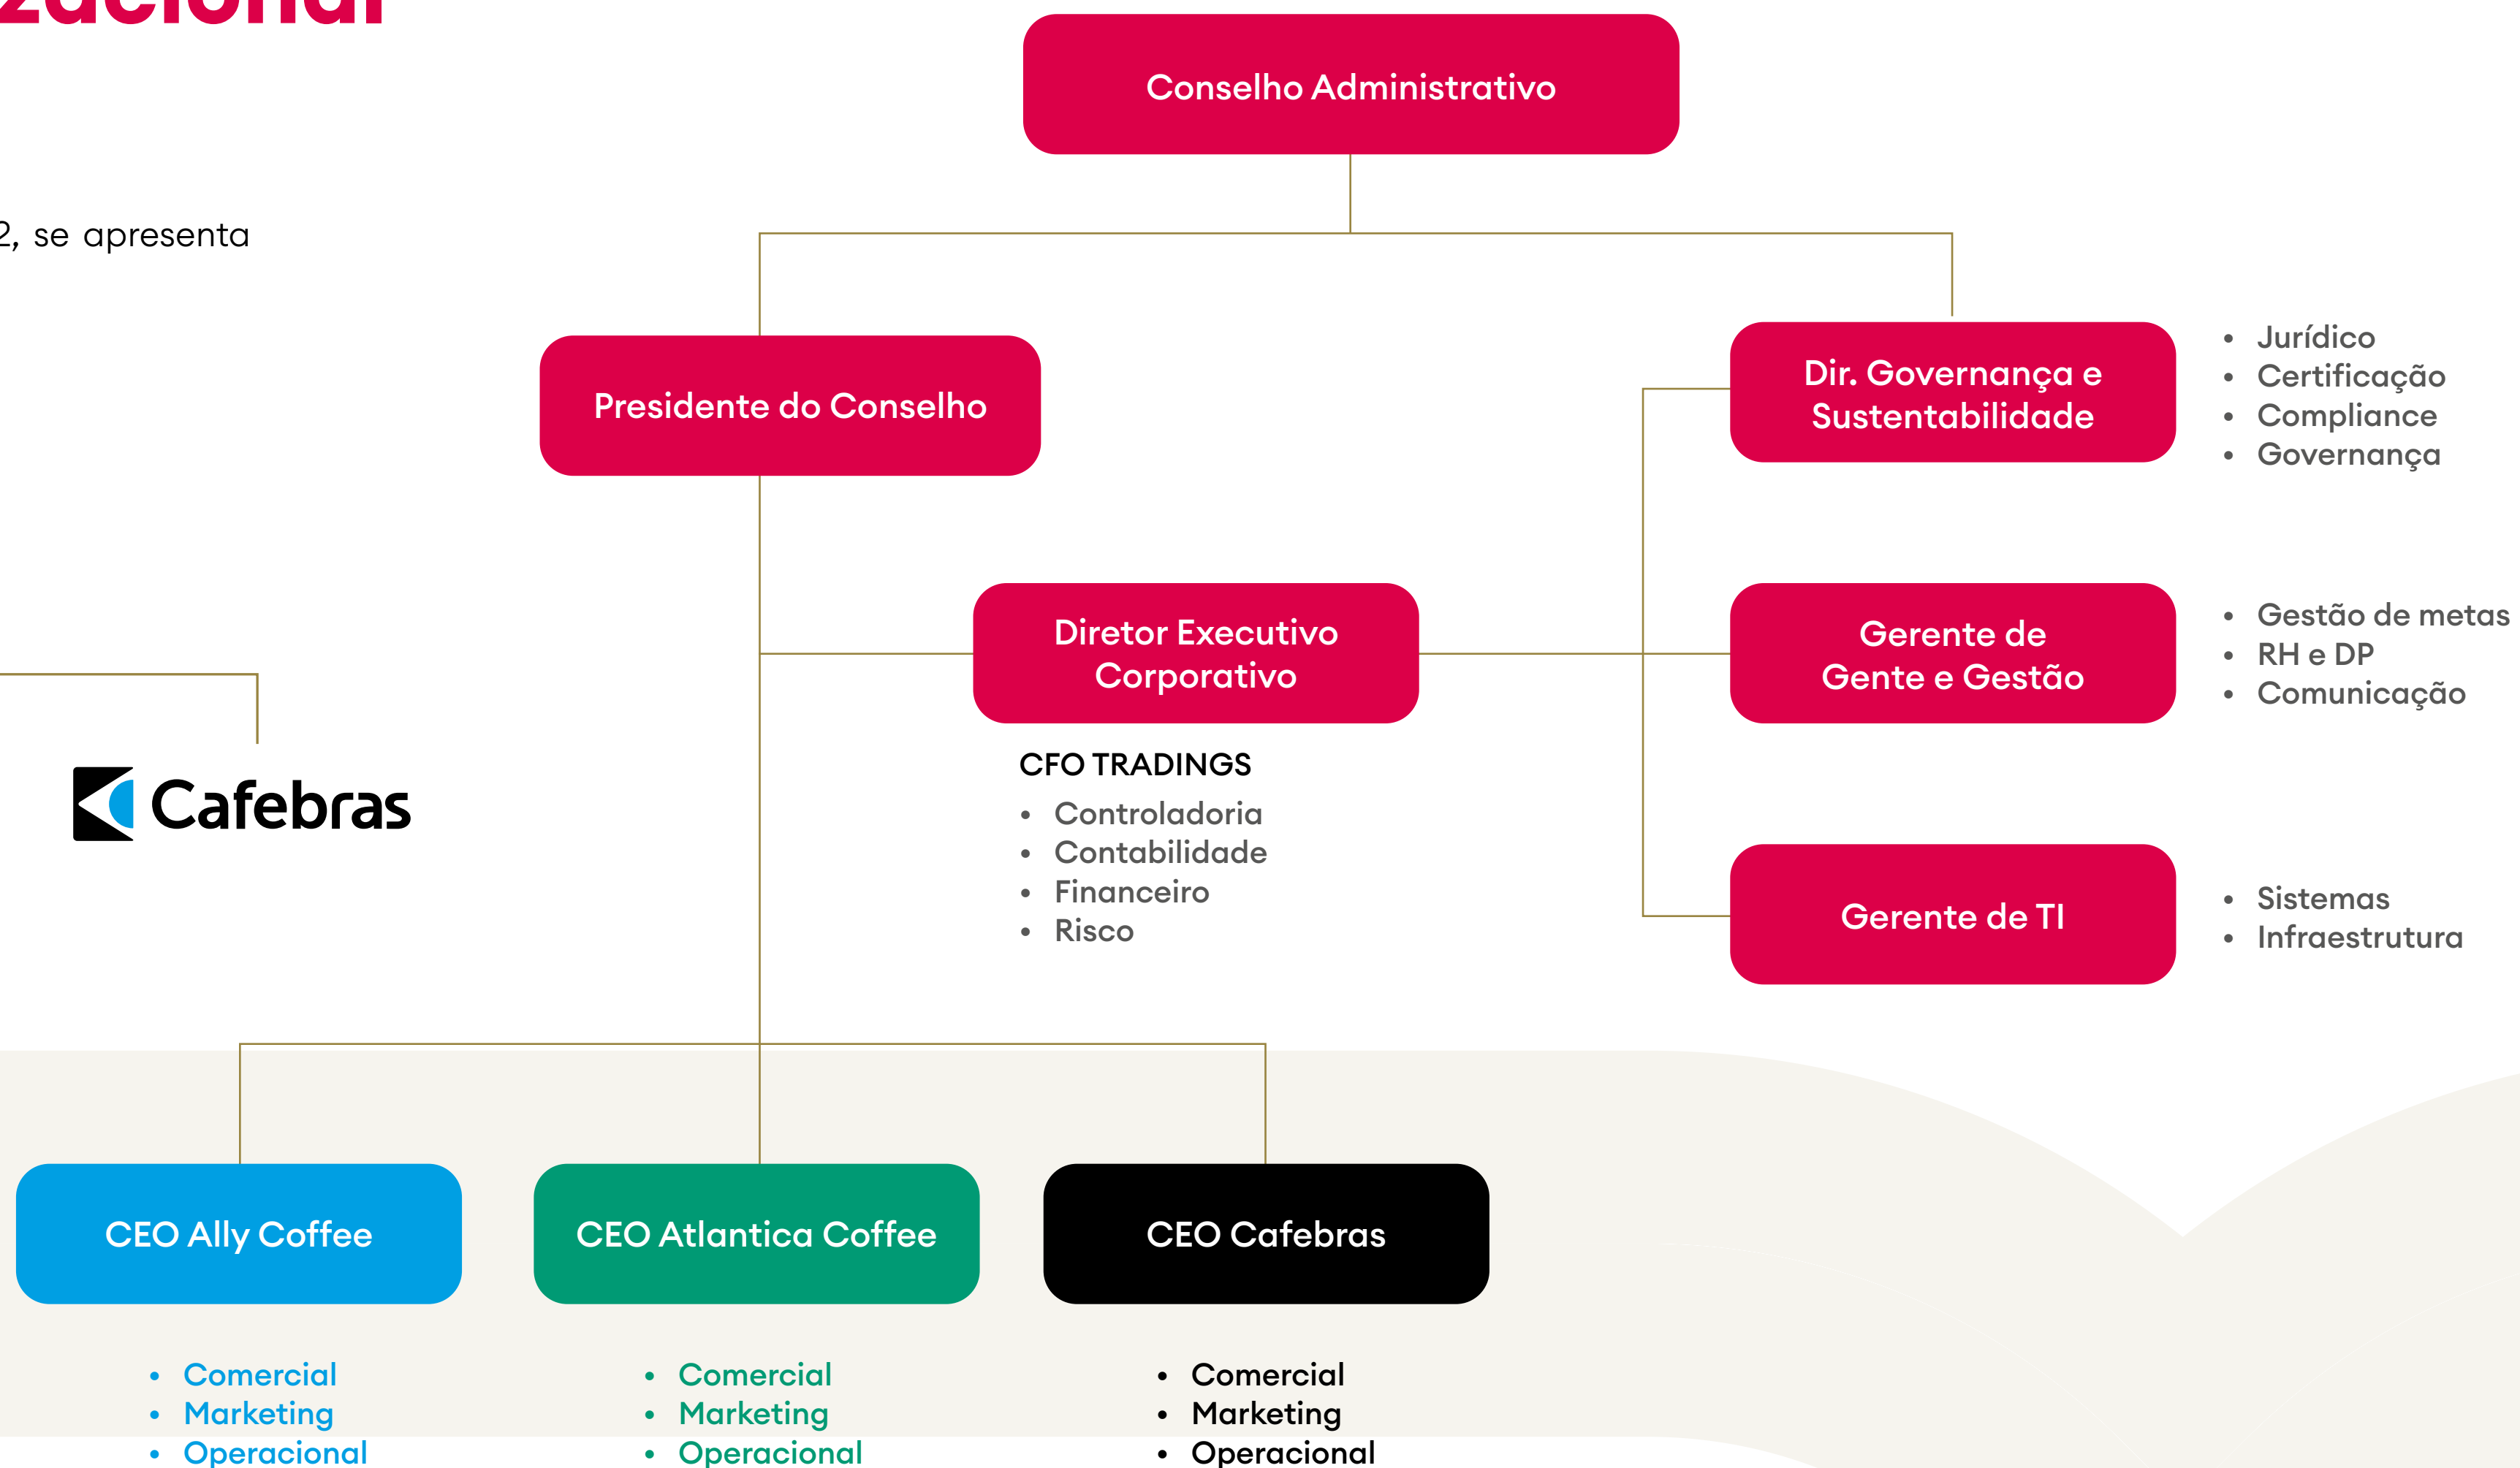 Conselho Administrativo
2, se apresenta
Presidente do Conselho
Dir. Governança e
Sustentabilidade
• Jurídico
• Certificação
• Compliance
• Governança
Diretor Executivo
Corporativo
CFO TRADINGS
• Controladoria
• Contabilidade
• Financeiro
• Risco
Gerente de
Gente e Gestão
• Gestão de metas
• RH e DP
• Comunicação
Cafebras
Gerente de TI
• Sistemas
• Infraestrutura
CEO Ally Coffee
• Comercial
• Marketing
• Operacional
CEO Atlantica Coffee
• Comercial
• Marketing
• Operacional
CEO Cafebras
• Comercial
• Marketing
• Operacional